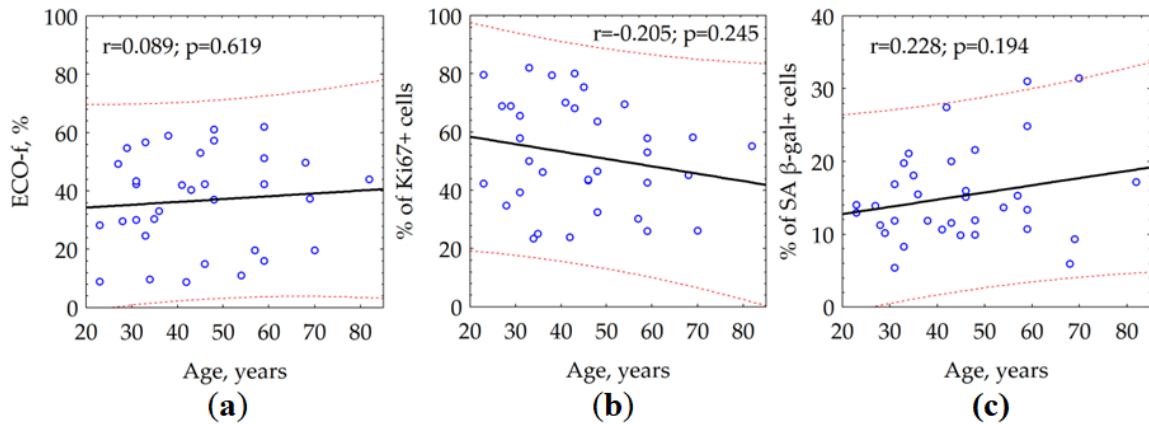 r=0.089; p=0.619
100
80
60
40
20
0
ECO-f, %
20 30 40 50 60 70 80
Age, years
(a)
r=-0.205; p=0.245
100
80
60
40
20
0
% of Ki67+ cells
20 30 40 50 60 70 80
Age, years
(b)
r=0.228; p=0.194
40
30
20
10
0
% of SA β-gal+ cells
20 30 40 50 60 70 80
Age, years
(c)